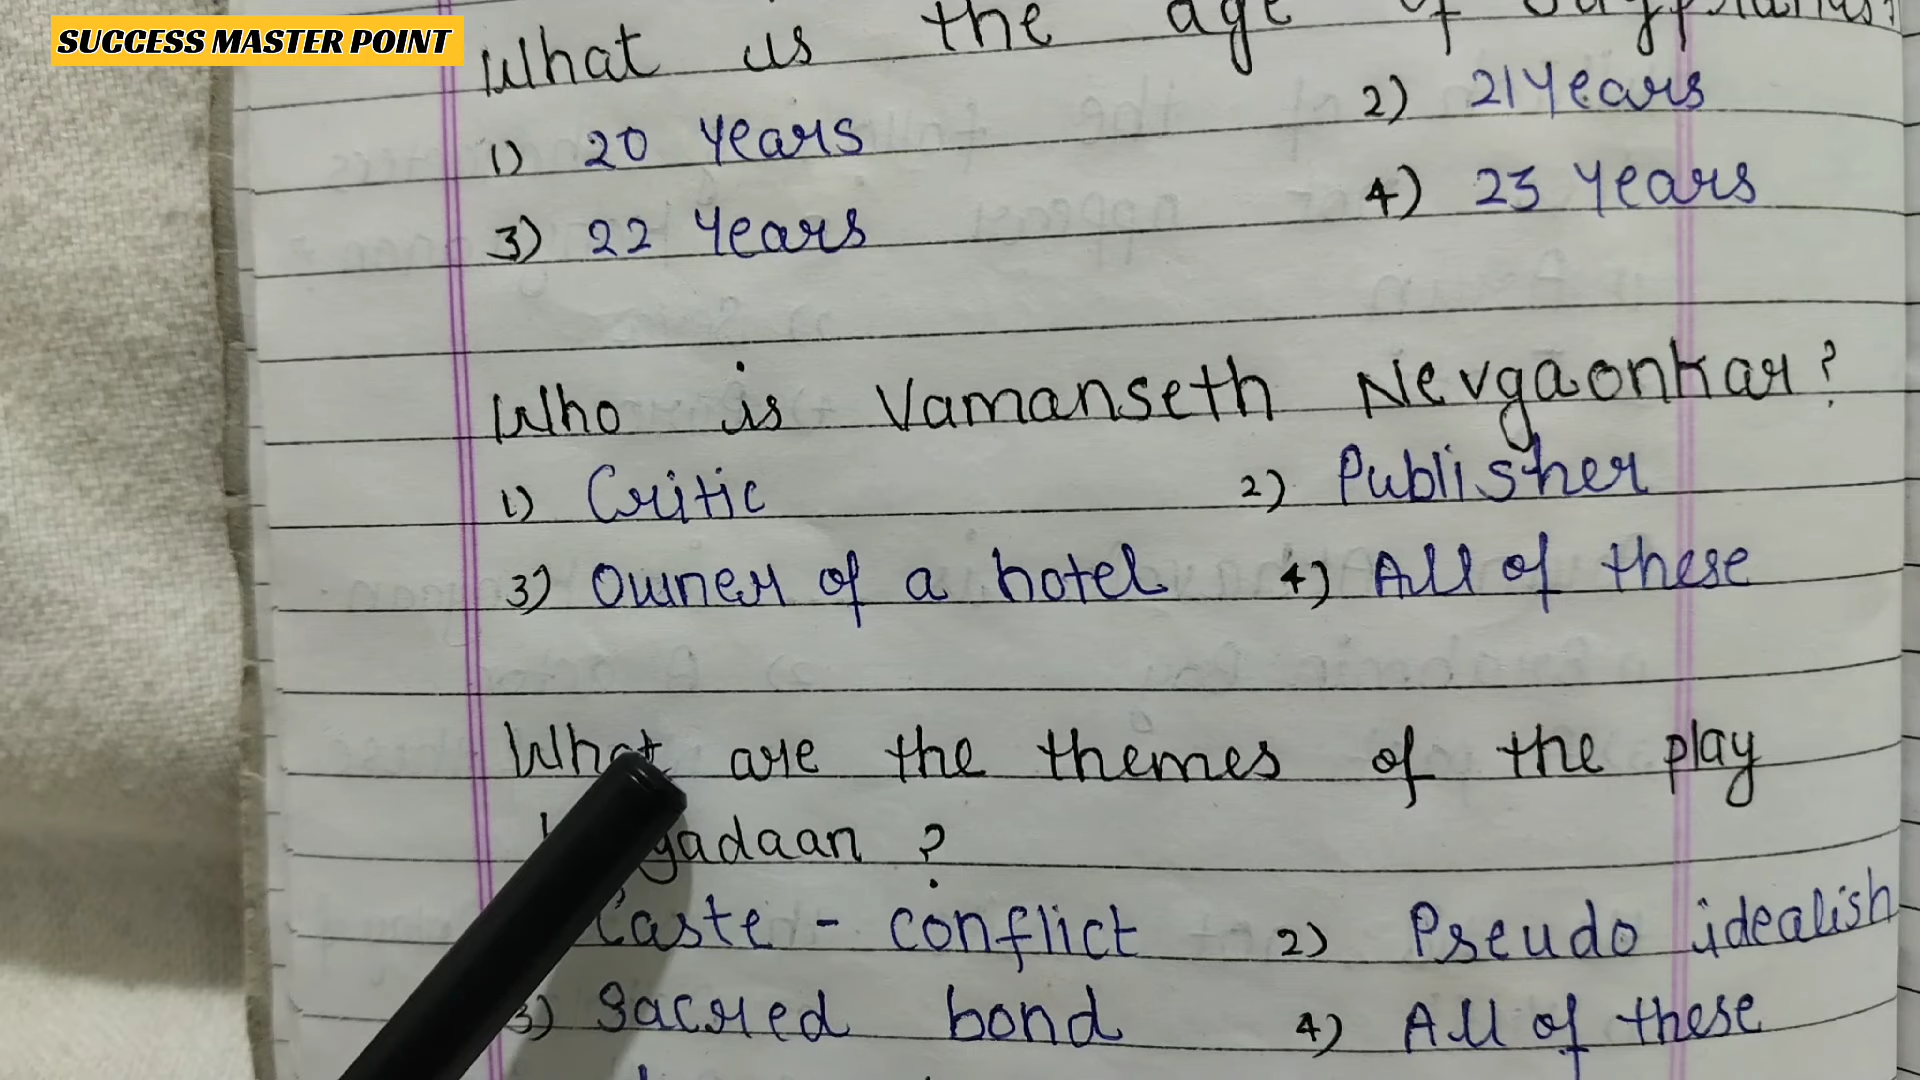 SUCCESS MASTER POINT
What is the age of
1) 20 Years 2) 21 Years
3) 22 Years 4) 23 Years
Who is Vamanseth Nevgaonkar?
1) Critic 2) Publisher
3) Owner of a hotel 4) All of these
What are the themes of the play
gadaan?
Caste - conflict 2) Pseudo idealish
3) Sacred bond 4) All of these